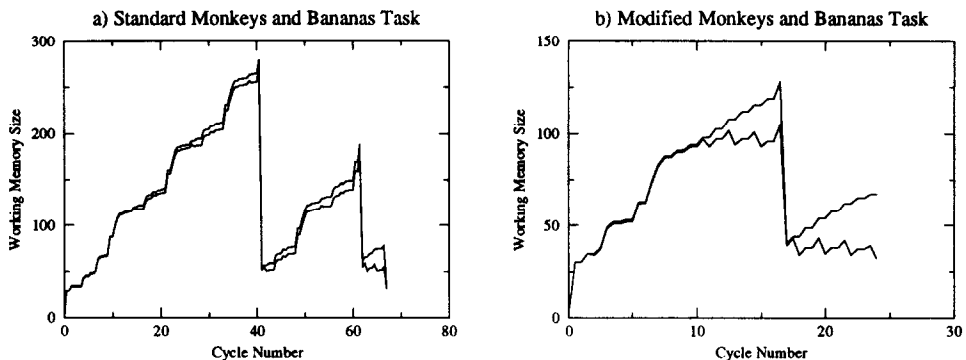 a) Standard Monkeys and Bananas Task
300
200
100
0
Working Memory Size
0
20
40
60
80
Cycle Number
b) Modified Monkeys and Bananas Task
150
100
50
0
Working Memory Size
0
10
20
30
Cycle Number